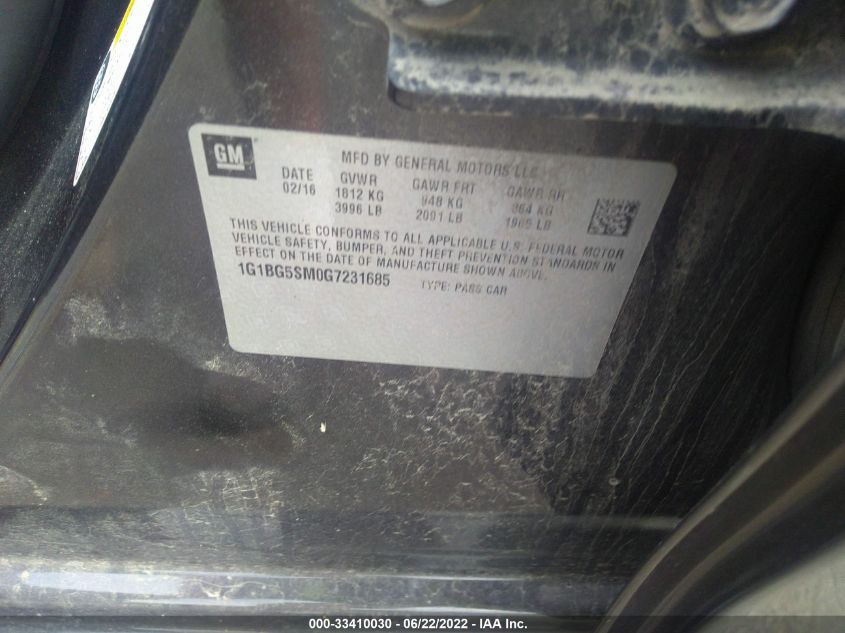 GM
MFD BY GENERAL MOTORS LLC
DATE GVWR GAWR FRT GAWR RR
02/16 1812 KG 948 KG 864 KG
3996 LB 2091 LB 1905 LB
THIS VEHICLE CONFORMS TO ALL APPLICABLE U.S. FEDERAL MOTOR
VEHICLE SAFETY, BUMPER, AND THEFT PREVENTION STANDARDS IN
EFFECT ON THE DATE OF MANUFACTURE SHOWN ABOVE.
1G1BG5SM0G7231685 TYPE: PASS CAR
000-33410030 - 06/22/2022 - IAA Inc.